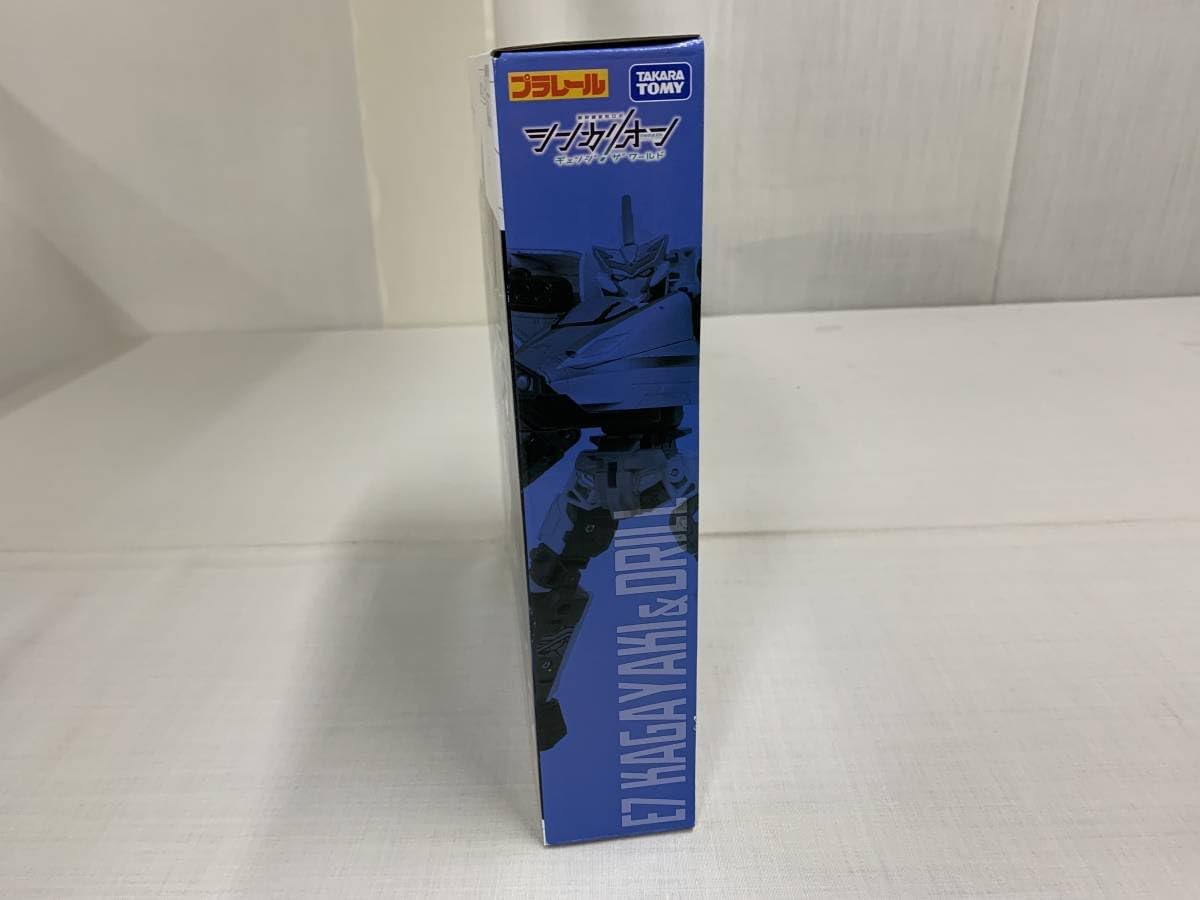 プラレール
TAKARA
TOMY
シンカリオン
チェンジ ザ ワールド
E7 KAGAYAKI & DRILL